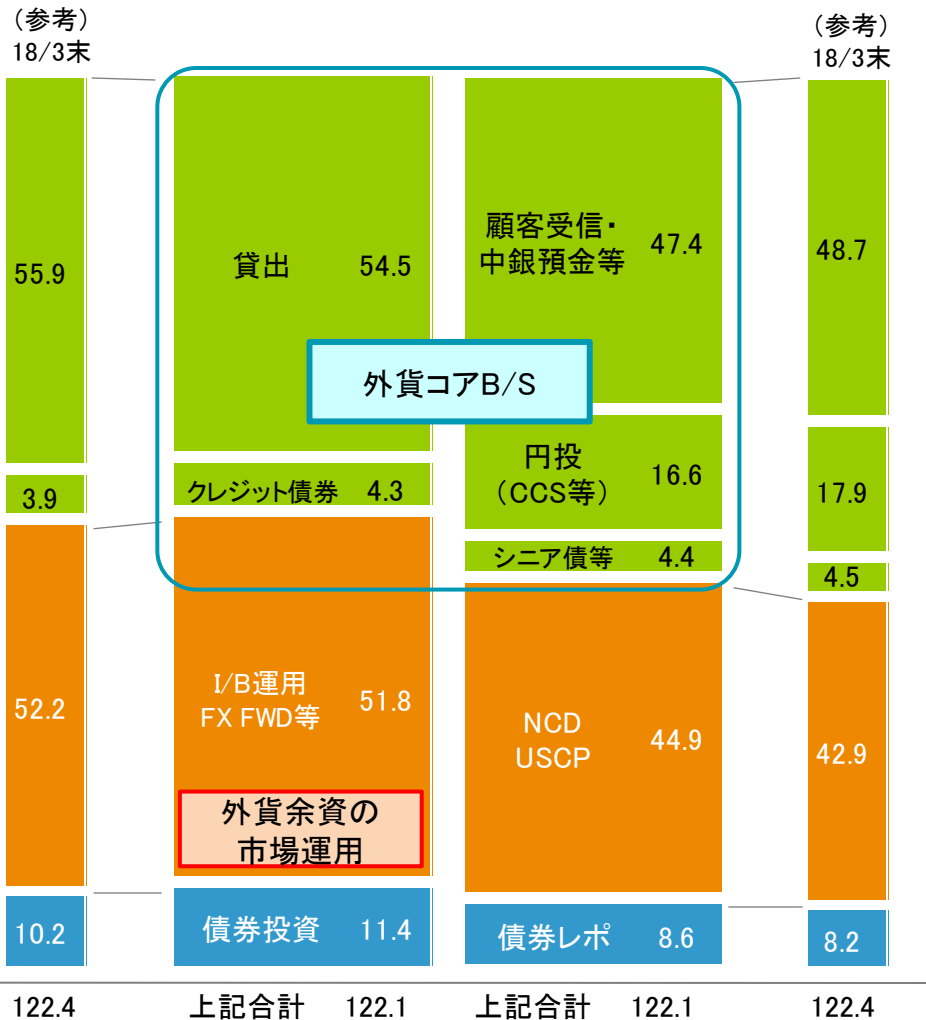 （参考）
18/3末
（参考）
18/3末
55.9
貸出 54.5
顧客受信・
中銀預金等
47.4
48.7
外貨コアB/S
3.9
クレジット債券 4.3
円投
（CCS等）
16.6
17.9
シニア債等 4.4
4.5
52.2
I/B運用
FX FWD等
51.8
NCD
USCP
44.9
42.9
外貨余資の
市場運用
10.2
債券投資 11.4
債券レポ 8.6
8.2
122.4
上記合計 122.1
上記合計 122.1
122.4